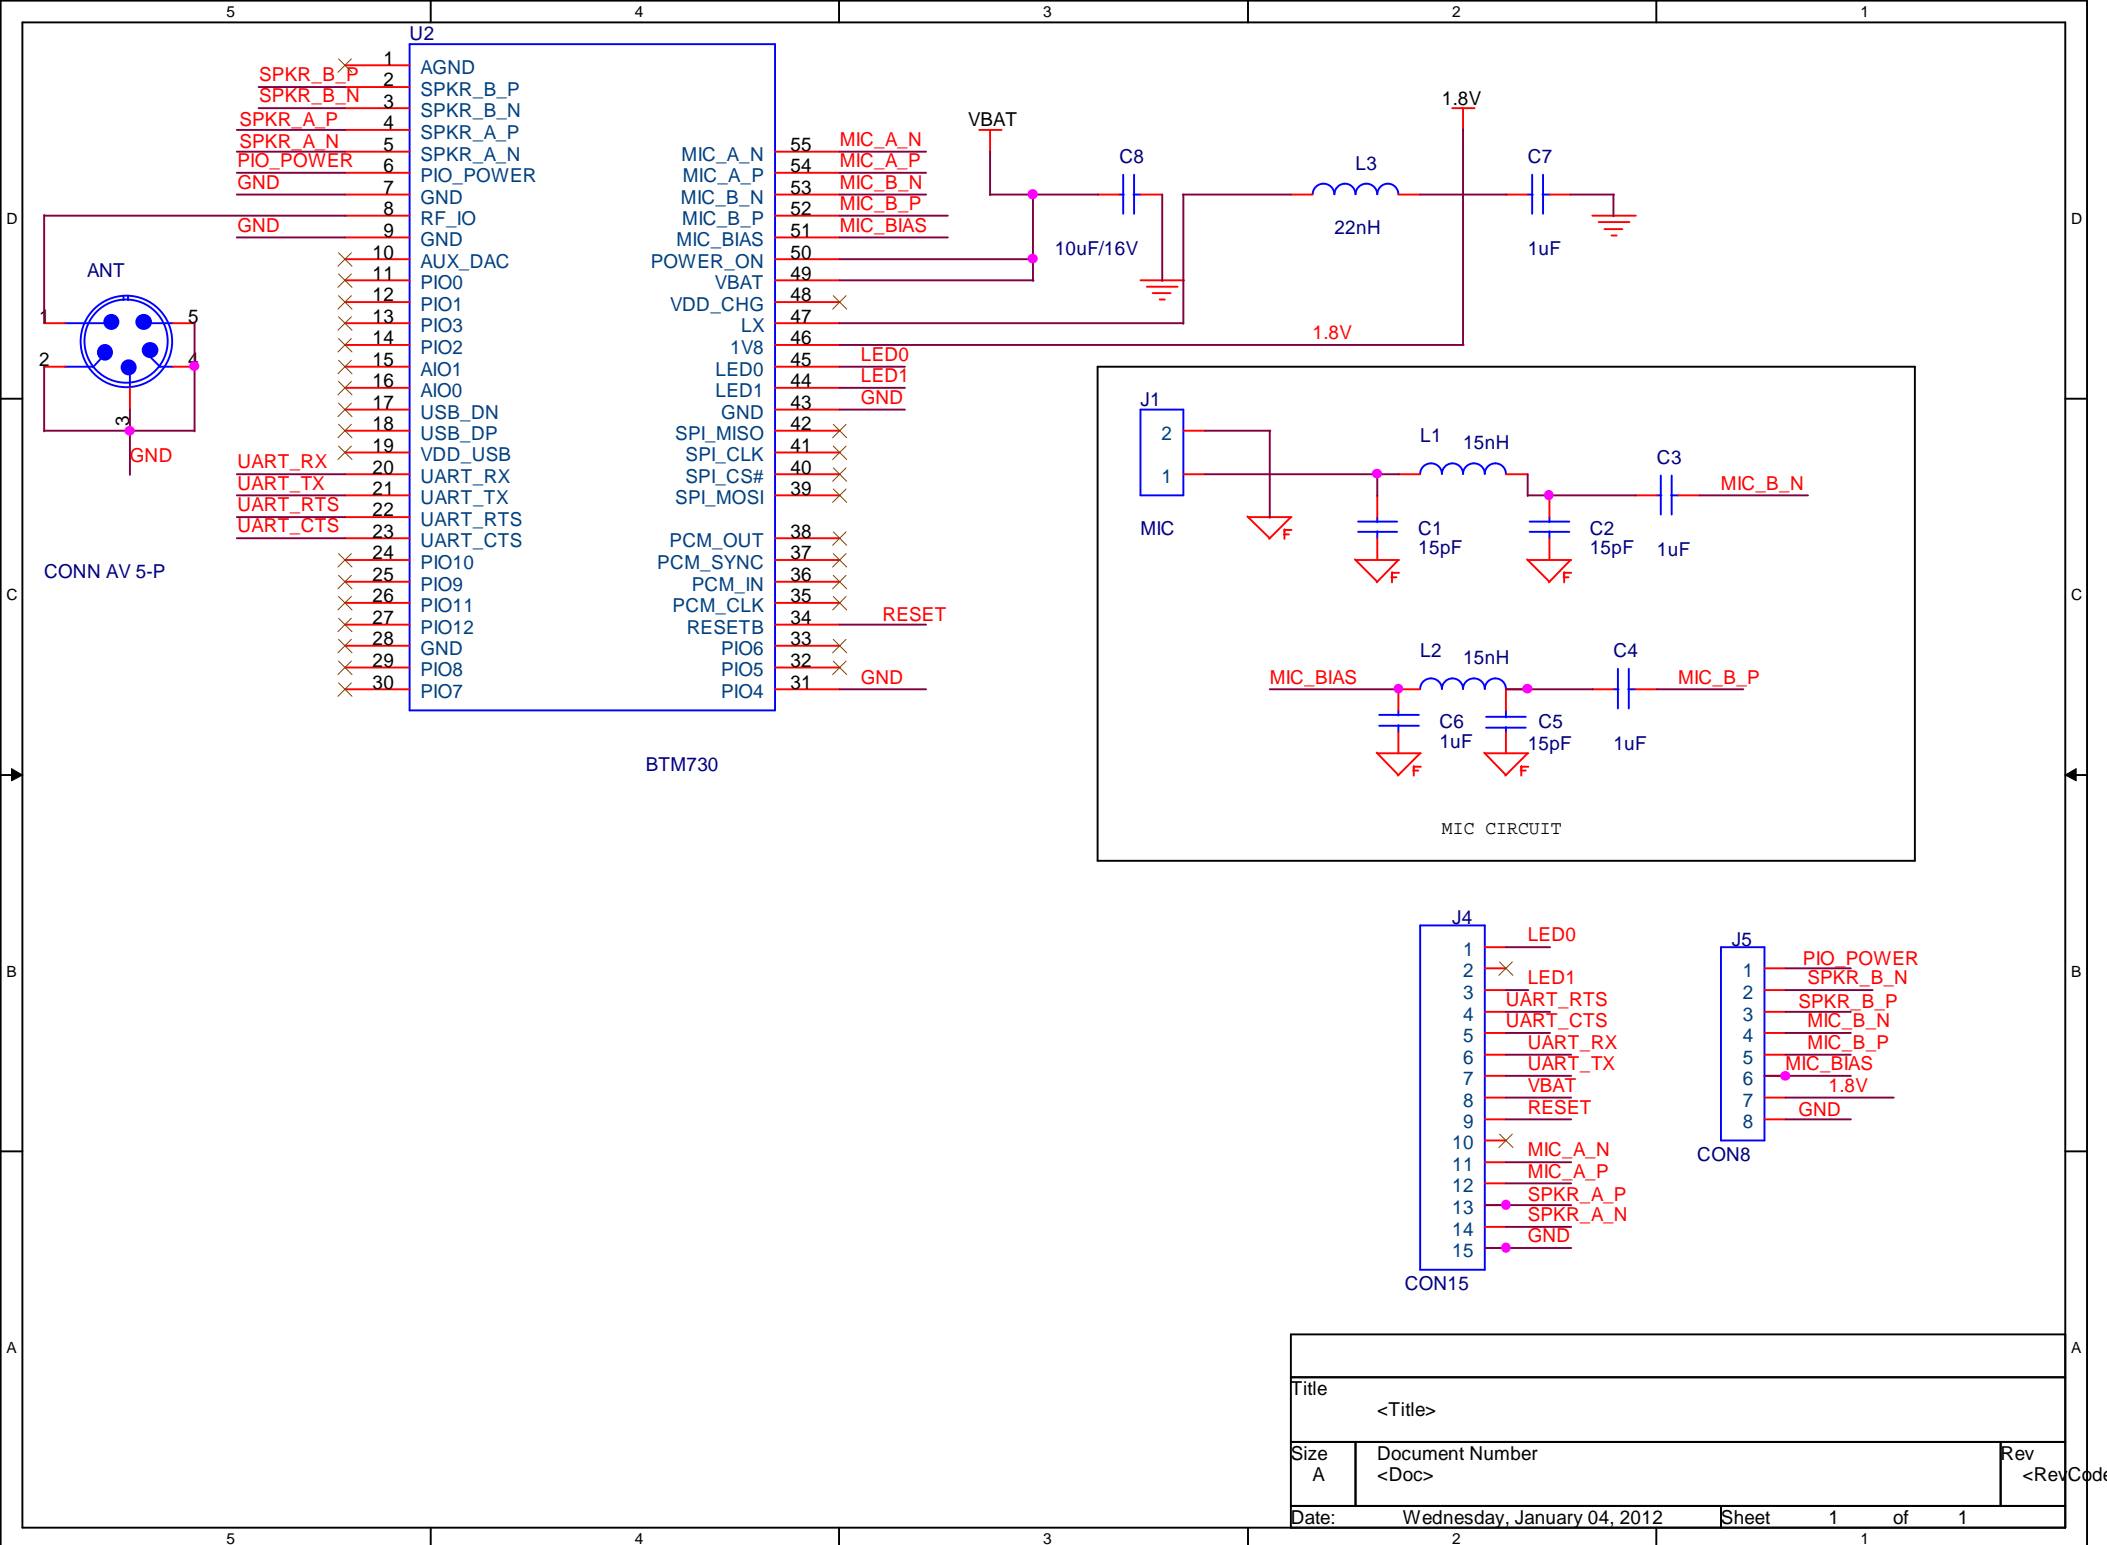 5 4 3 2 1
D
C
B
A
D
C
B
A
U2
1 AGND
SPKR_B_P 2 SPKR_B_P
SPKR_B_N 3 SPKR_B_N
SPKR_A_P 4 SPKR_A_P
SPKR_A_N 5 SPKR_A_N
PIO_POWER 6 PIO_POWER
GND 7 GND
8 RF_IO
GND 9 GND
10 AUX_DAC
11 PIO0
12 PIO1
13 PIO3
14 PIO2
15 AIO1
16 AIO0
17 USB_DN
18 USB_DP
19 VDD_USB
UART_RX 20 UART_RX
UART_TX 21 UART_TX
UART_RTS 22 UART_RTS
UART_CTS 23 UART_CTS
24 PIO10
25 PIO9
26 PIO11
27 PIO12
28 GND
29 PIO8
30 PIO7
MIC_A_N 55 MIC_A_N
MIC_A_P 54 MIC_A_P
MIC_B_N 53 MIC_B_N
MIC_B_P 52 MIC_B_P
MIC_BIAS 51 MIC_BIAS
POWER_ON 50
VBAT 49
VDD_CHG 48
LX 47
1V8 46 1.8V
LED0 45 LED0
LED1 44 LED1
GND 43 GND
SPI_MISO 42
SPI_CLK 41
SPI_CS# 40
SPI_MOSI 39
PCM_OUT 38
PCM_SYNC 37
PCM_IN 36
PCM_CLK 35
RESETB 34 RESET
PIO6 33
PIO5 32
PIO4 31 GND
BTM730
ANT
1 5
2 4
3
GND
CONN AV 5-P
VBAT
C8
10uF/16V
1.8V
L3
22nH
C7
1uF
J1
2
1
MIC
L1 15nH
C1
15pF
C2
15pF
C3
1uF
MIC_B_N
F
F
F
MIC_BIAS
L2 15nH
C6
1uF
C5
15pF
C4
1uF
MIC_B_P
F
F
MIC CIRCUIT
J4
1 LED0
2
3 LED1
4 UART_RTS
5 UART_CTS
6 UART_RX
7 UART_TX
8 VBAT
9 RESET
10
11 MIC_A_N
12 MIC_A_P
13 SPKR_A_P
14 SPKR_A_N
15 GND
CON15
J5
1 PIO_POWER
2 SPKR_B_N
3 SPKR_B_P
4 MIC_B_N
5 MIC_B_P
6 MIC_BIAS
7 1.8V
8 GND
CON8
Title
<Title>
Size Document Number Rev
A <Doc> <RevCode
Date: Wednesday, January 04, 2012 Sheet 1 of 1
5 4 3 2 1